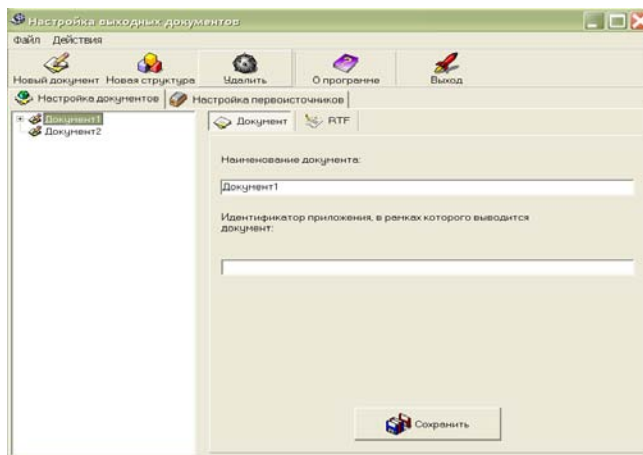 Настройка выходных документов
Файл Действия
Новый документ Новая структура Удалить О программе Выход
Настройка документов Настройка первоисточников
Документ1
Документ2
Документ RTF
Наименование документа:
Документ1
Идентификатор приложения, в рамках которого выводится
документ:
Сохранить